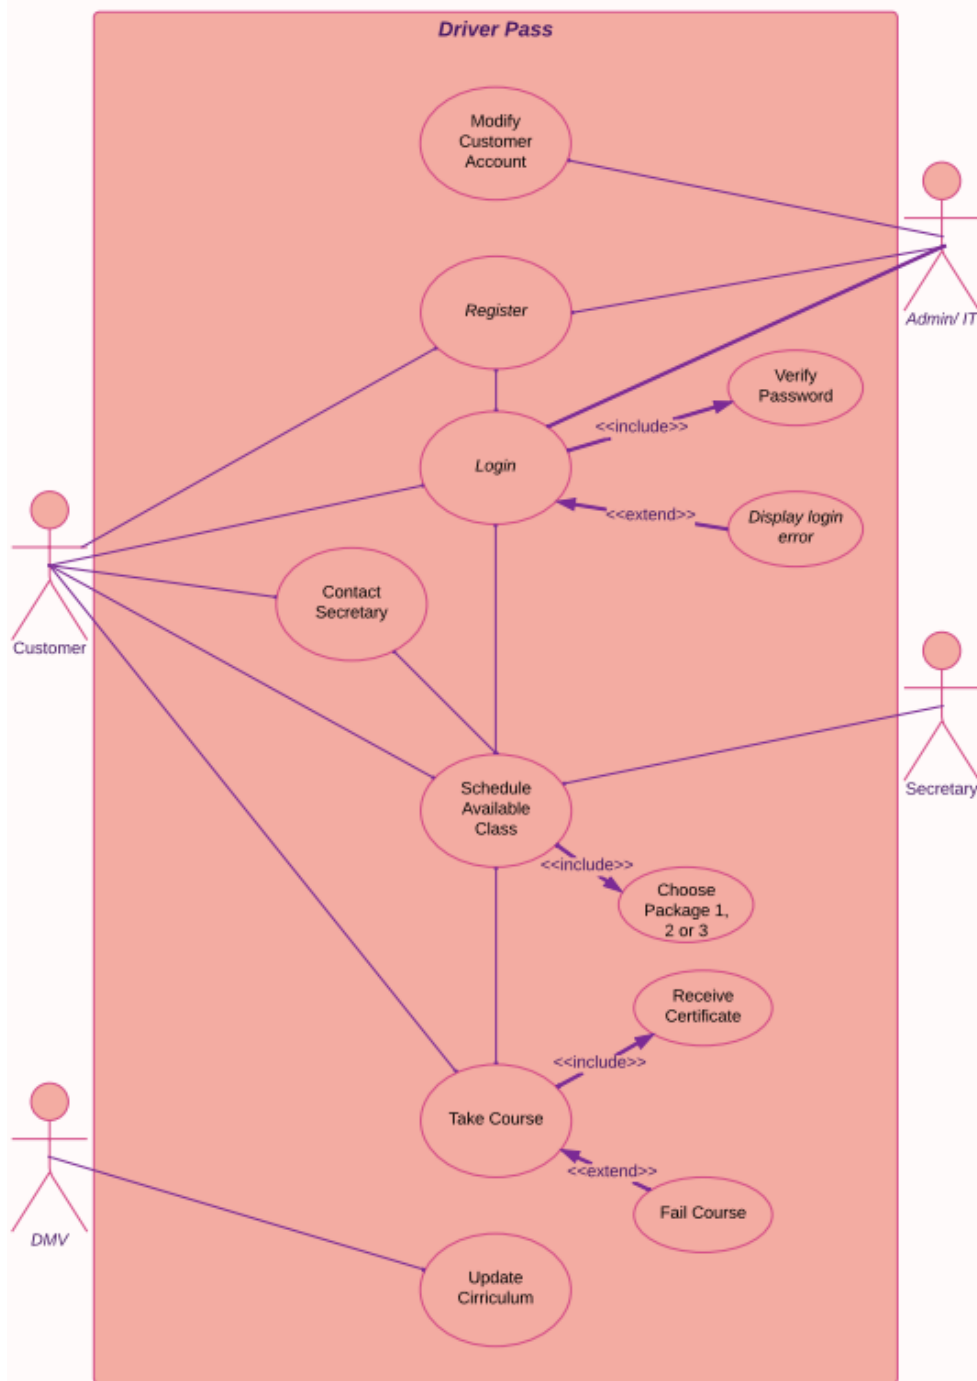 Driver Pass
Modify
Customer
Account
Register
Admin/ IT
Verify
Password
<<include>>
Login
<<extend>>
Display login
error
Contact
Secretary
Customer
Schedule
Available
Class
Secretary
<<include>>
Choose
Package 1,
2 or 3
Receive
Certificate
<<include>>
Take Course
<<extend>>
Fail Course
DMV
Update
Cirriculum